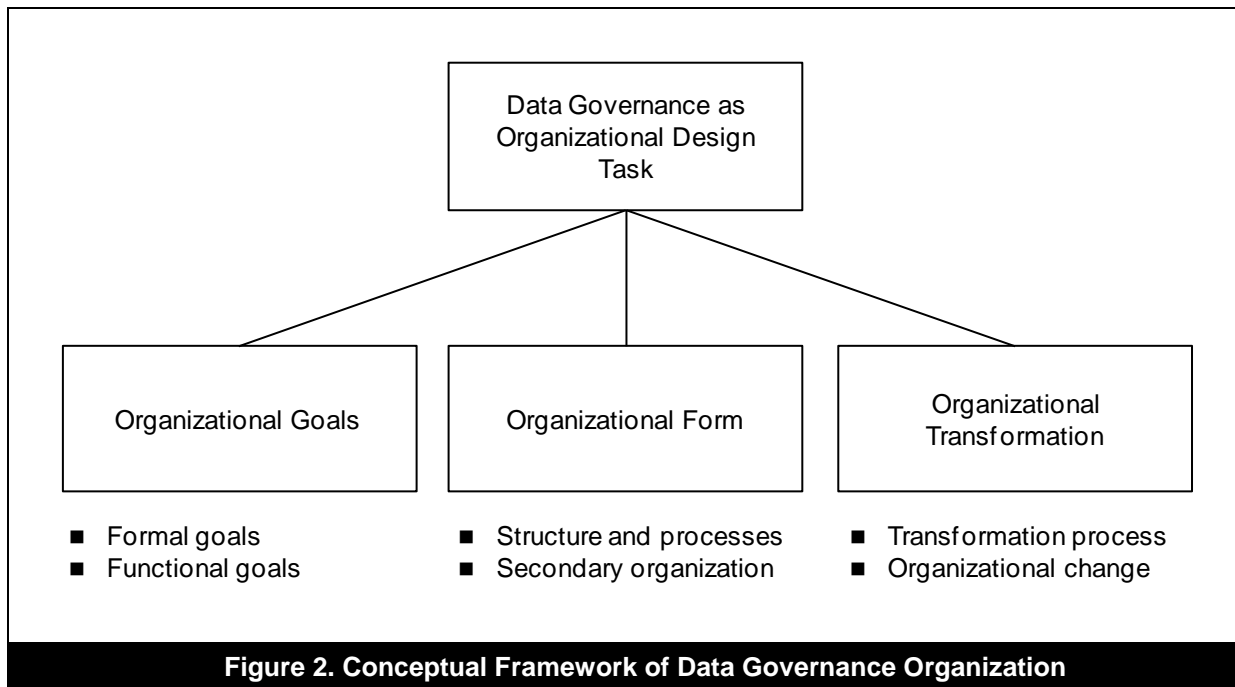 Data Governance as
Organizational Design
Task
Organizational Goals
Organizational Form
Organizational
Transformation
■ Formal goals
■ Functional goals
■ Structure and processes
■ Secondary organization
■ Transformation process
■ Organizational change
Figure 2. Conceptual Framework of Data Governance Organization